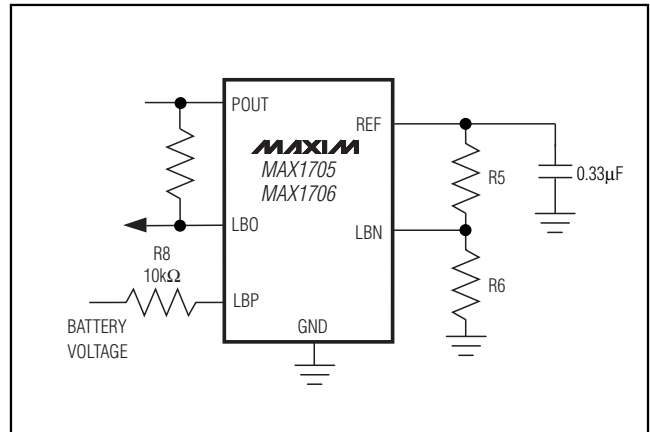 POUT
REF
MAXIM
MAX1705
MAX1706
R5
0.33μF
LBO
LBN
R8
10kΩ
R6
LBP
BATTERY
VOLTAGE
GND